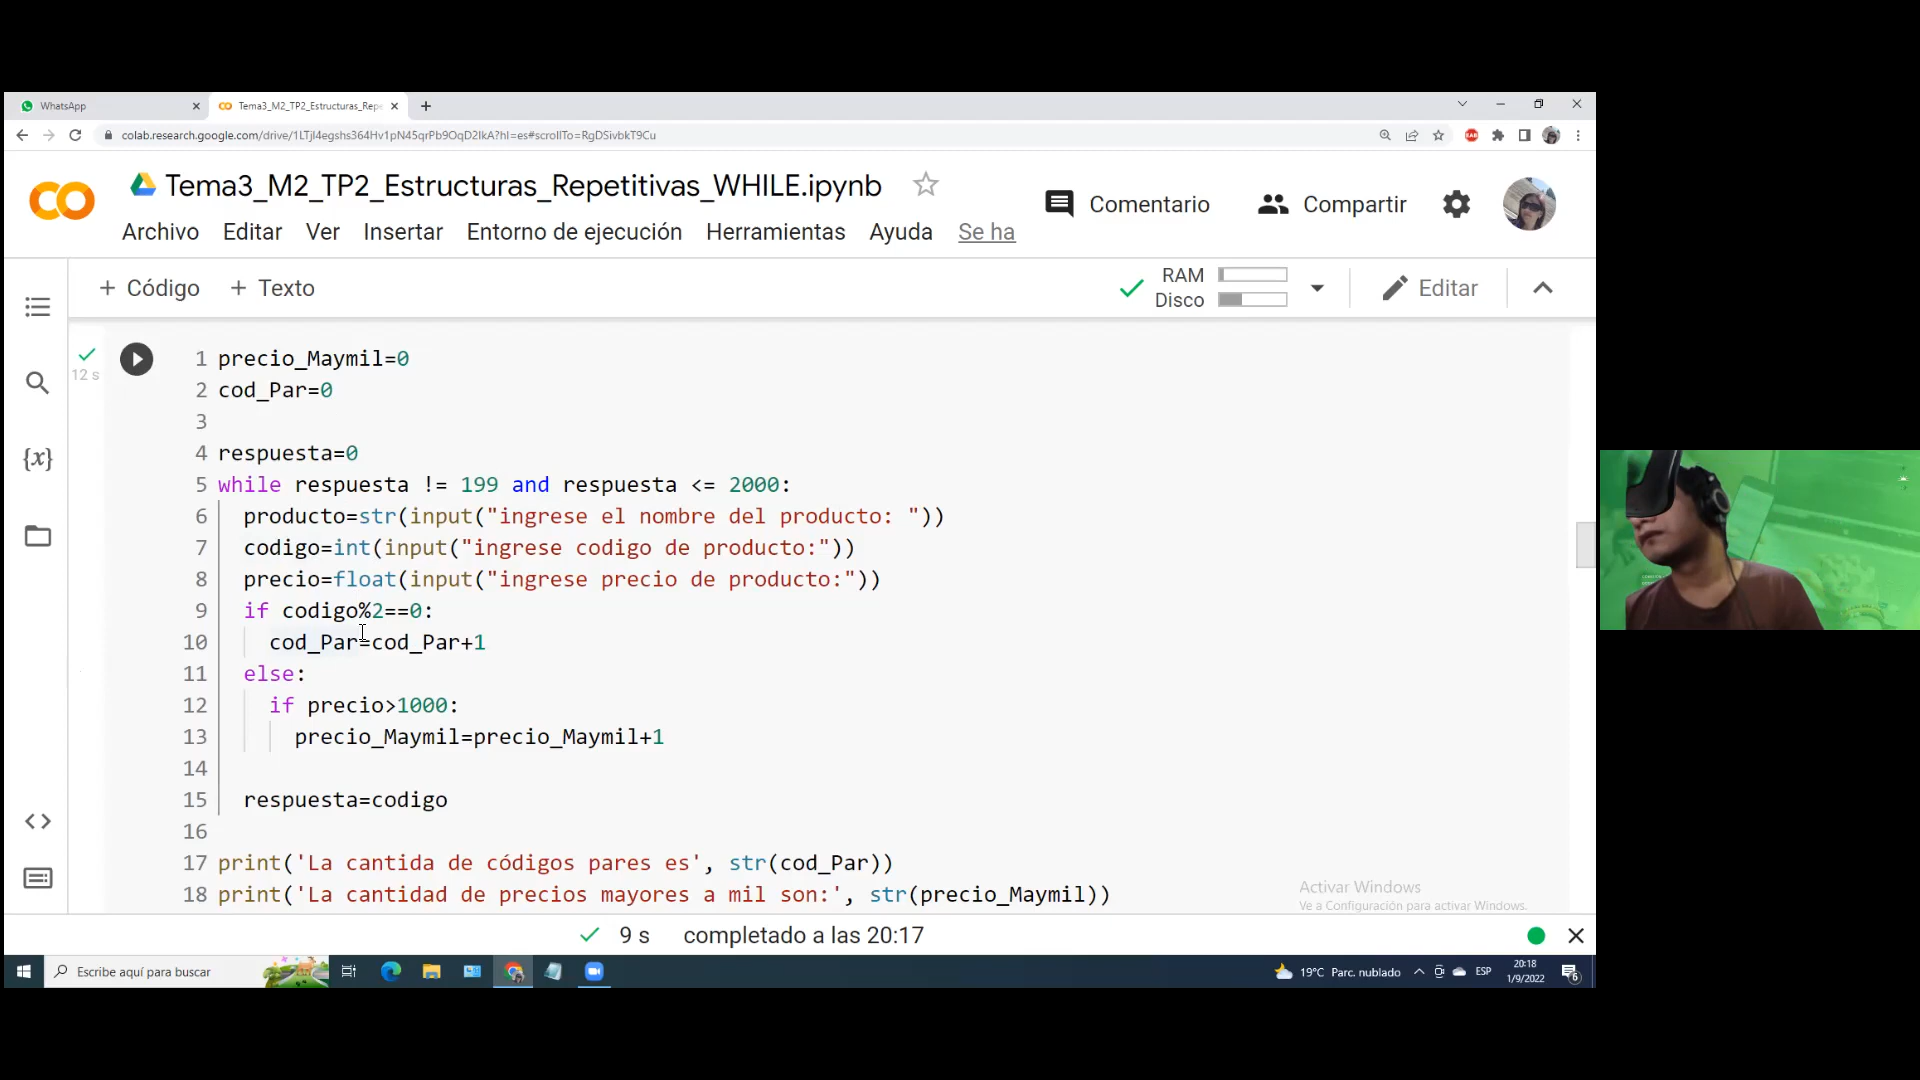 WhatsApp
Tema3_M2_TP2_Estructuras_Repe
colab.research.google.com/drive/1LTjl4egshs364Hv1pN45qrPb9OqD2lkA?hl=es#scrollTo=RgDSivbkT9Cu
Tema3_M2_TP2_Estructuras_Repetitivas_WHILE.ipynb
Comentario
Compartir
Archivo Editar Ver Insertar Entorno de ejecución Herramientas Ayuda Se ha
+ Código + Texto
RAM
Disco
Editar
12 s
1 precio_Maymil=0
2 cod_Par=0
3
4 respuesta=0
5 while respuesta != 199 and respuesta <= 2000:
6 producto=str(input("ingrese el nombre del producto: "))
7 codigo=int(input("ingrese codigo de producto:"))
8 precio=float(input("ingrese precio de producto:"))
9 if codigo%2==0:
10 cod_Par=cod_Par+1
11 else:
12 if precio>1000:
13 precio_Maymil=precio_Maymil+1
14
15 respuesta=codigo
16
17 print('La cantida de códigos pares es', str(cod_Par))
18 print('La cantidad de precios mayores a mil son:', str(precio_Maymil))
Activar Windows
Ve a Configuración para activar Windows.
9 s completado a las 20:17
Escribe aquí para buscar
19°C Parc. nublado
ESP
20:18
1/9/2022
6